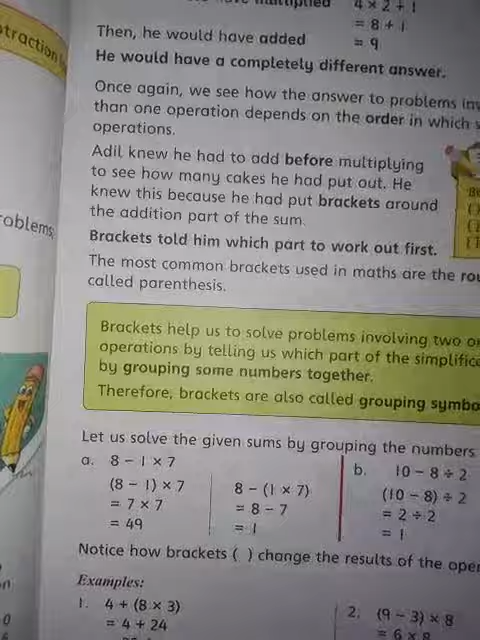 multiplied 4 × 2 + 1
= 8 + 1
Then, he would have added = 9
He would have a completely different answer.
Once again, we see how the answer to problems
than one operation depends on the order in which
operations.
Adil knew he had to add before multiplying
to see how many cakes he had put out. He
knew this because he had put brackets around
the addition part of the sum.
Brackets told him which part to work out first.
The most common brackets used in maths are the
called parenthesis.
Brackets help us to solve problems involving two
operations by telling us which part of the
by grouping some numbers together.
Therefore, brackets are also called grouping
Let us solve the given sums by grouping the numbers
a. 8 − 1 × 7
(8 − 1) × 7
= 7 × 7
= 49
8 − (1 × 7)
= 8 − 7
= 1
b. 10 − 8 ÷ 2
(10 − 8) ÷ 2
= 2 ÷ 2
= 1
Notice how brackets ( ) change the results of the
Examples:
1. 4 + (8 × 3)
= 4 + 24
2. (9 − 3) × 8
= 6 × 8